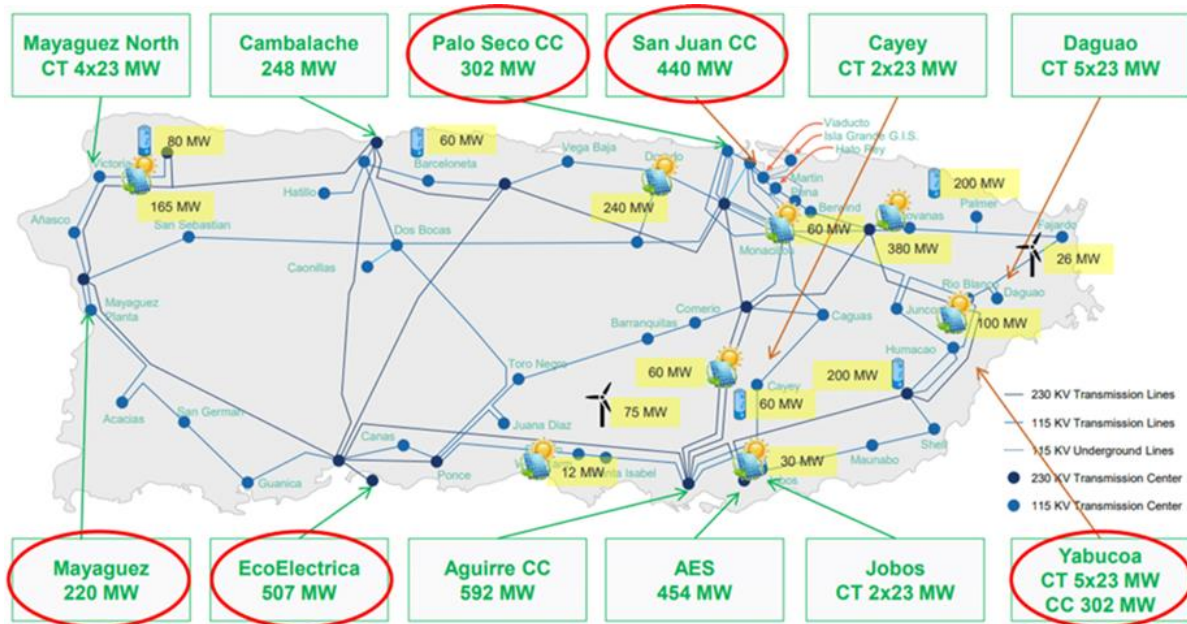 Mayaguez North
CT 4x23 MW
Cambalache
248 MW
Palo Seco CC
302 MW
San Juan CC
440 MW
Cayey
CT 2x23 MW
Daguao
CT 5x23 MW
Viaducto
Isla Grande G.I.S.
Hato Rey
80 MW
60 MW
Vega Baja
Victoria
Barceloneta
Martin
Pena
200 MW
165 MW
Hatillo
240 MW
Berwind
Palmer
Añasco
San Sebastian
Dos Bocas
60 MW
380 MW
Fajardo
Monacillos
26 MW
Caonillas
Rio Blanco
Daguao
Mayaguez
Planta
Comerio
Juncos
Barranquitas
Caguas
100 MW
Humacao
Toro Negro
60 MW
200 MW
Cayey
75 MW
60 MW
Acacias
San German
Juana Diaz
230 KV Transmission Lines
115 KV Transmission Lines
115 KV Underground Lines
230 KV Transmission Center
115 KV Transmission Center
Canas
Shell
Maunabo
30 MW
12 MW
Isabel
Ponce
Guanica
Mayaguez
220 MW
EcoElectrica
507 MW
Aguirre CC
592 MW
AES
454 MW
Jobos
CT 2x23 MW
Yabucoa
CT 5x23 MW
CC 302 MW